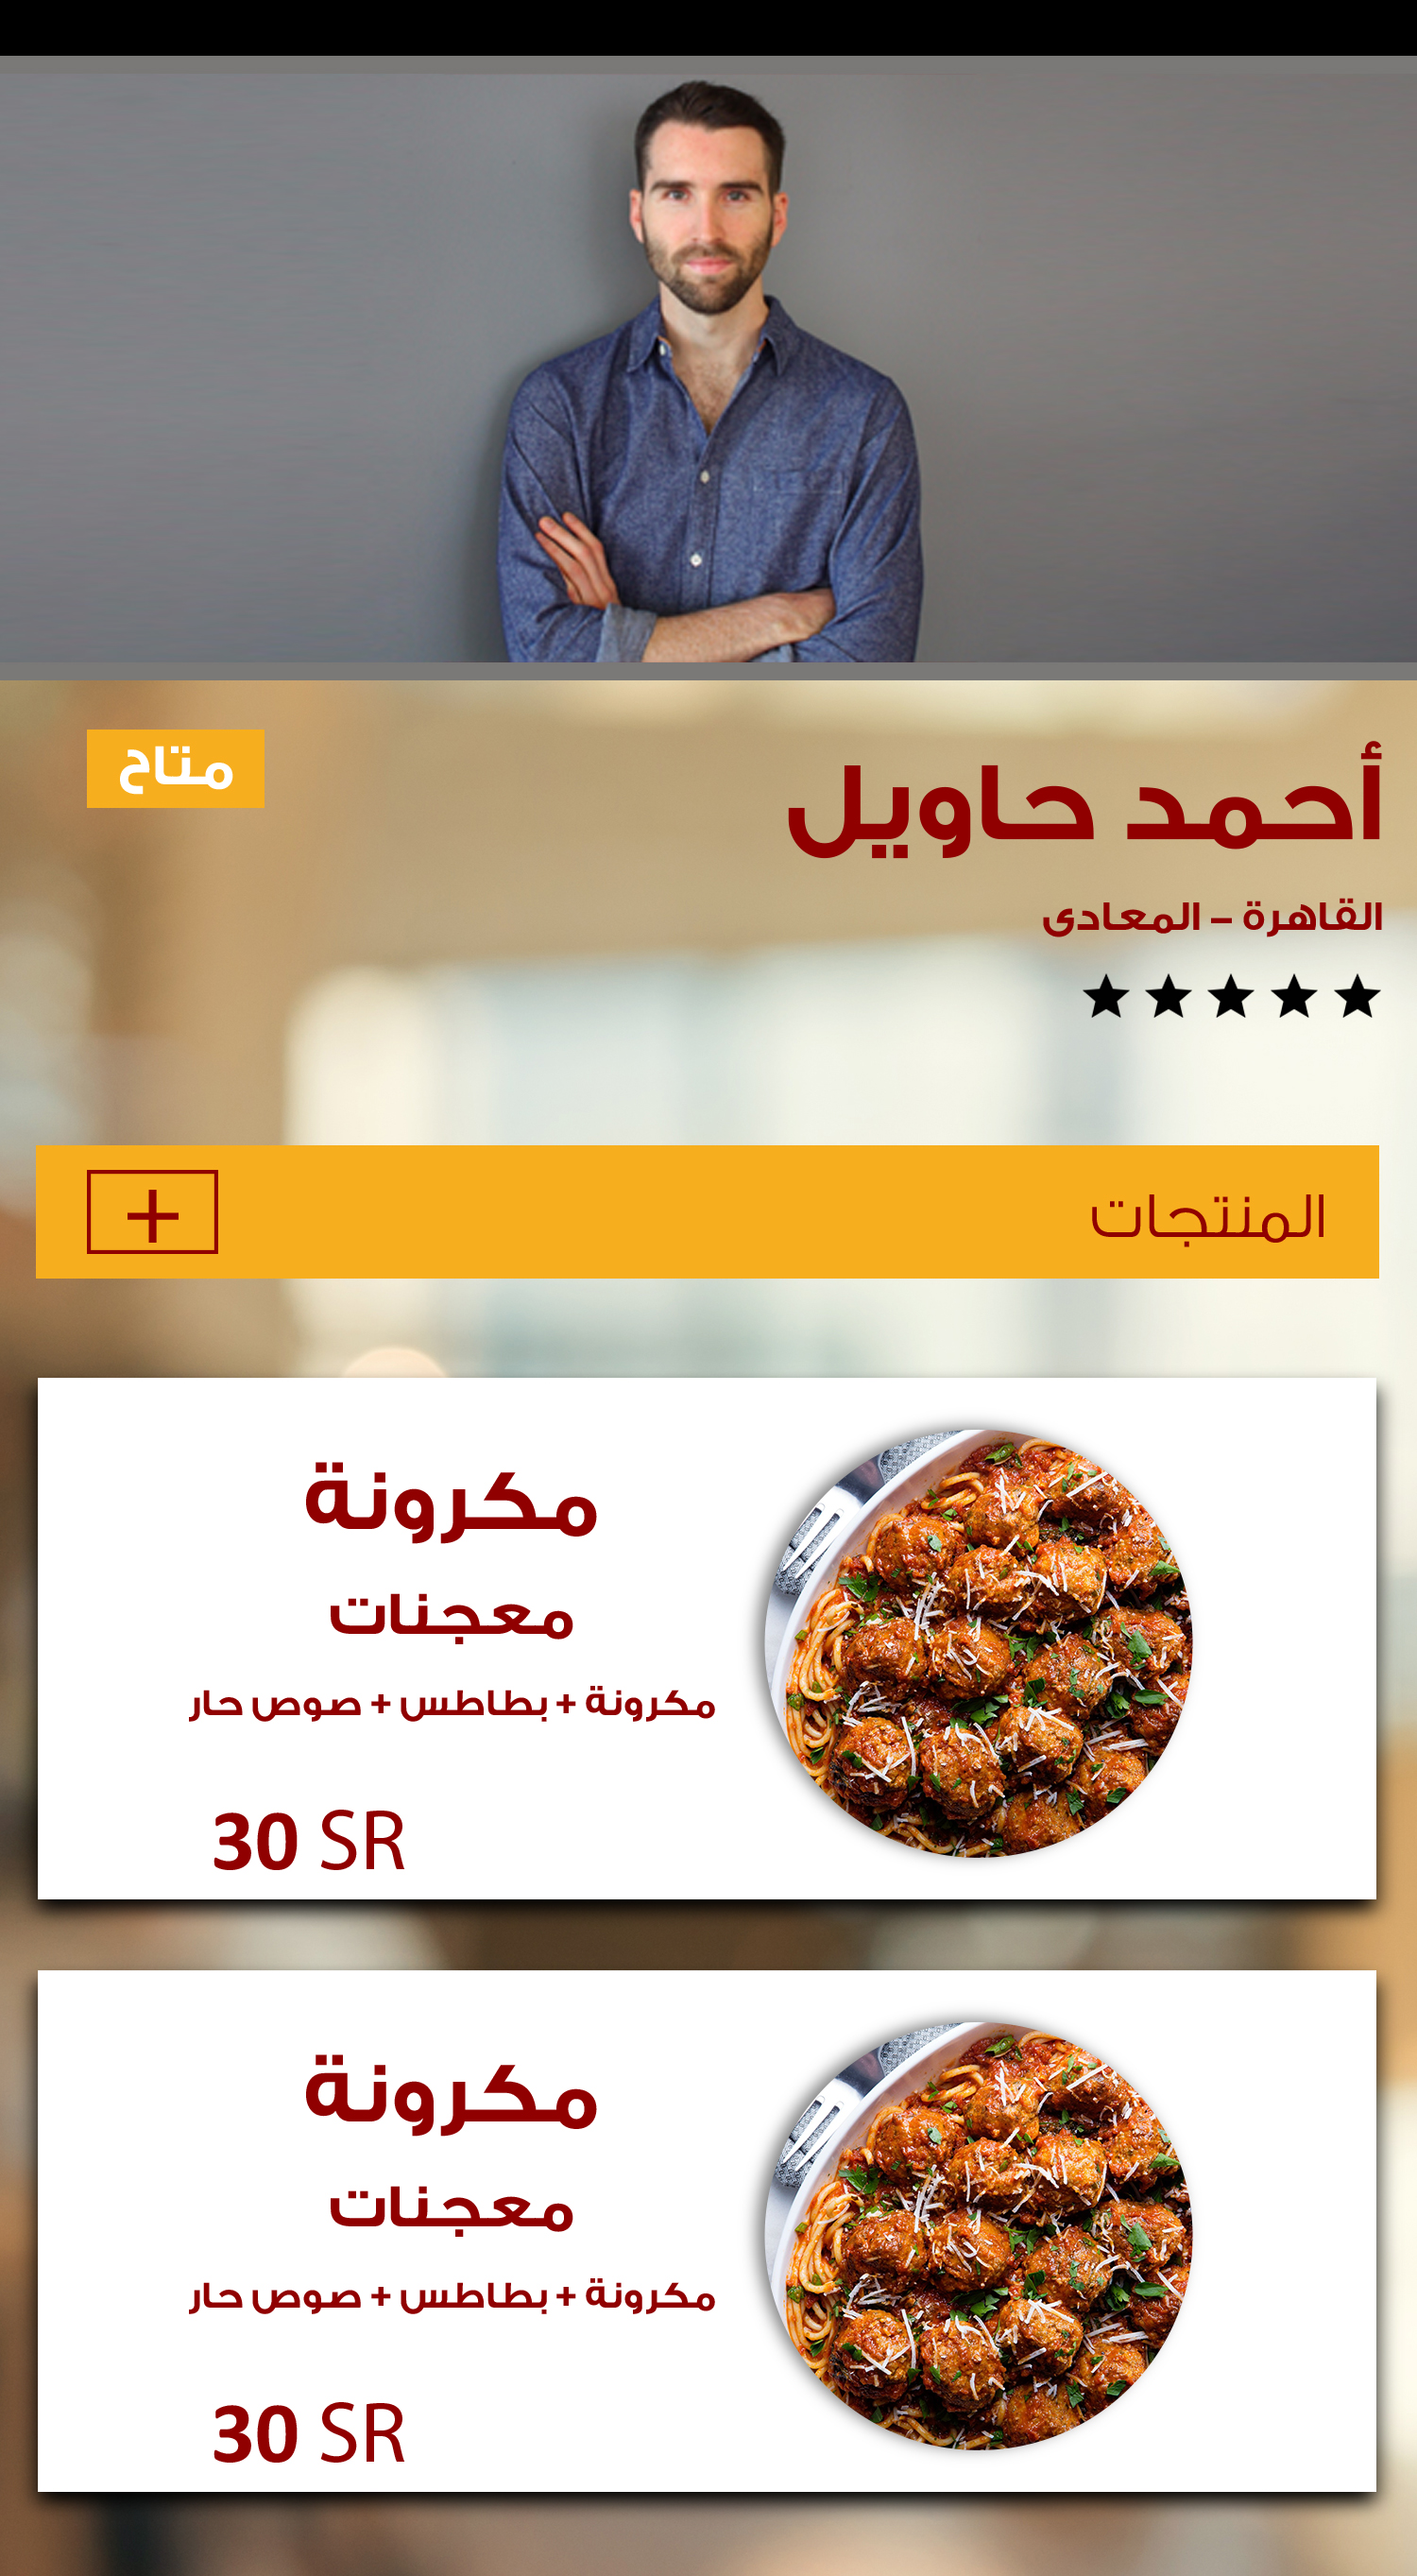 متاح
أحمد حاويل
القاهرة – المعادى
المنتجات
+
مكرونة
معجنات
مكرونة + بطاطس + صوص حار
30 SR
مكرونة
معجنات
مكرونة + بطاطس + صوص حار
30 SR